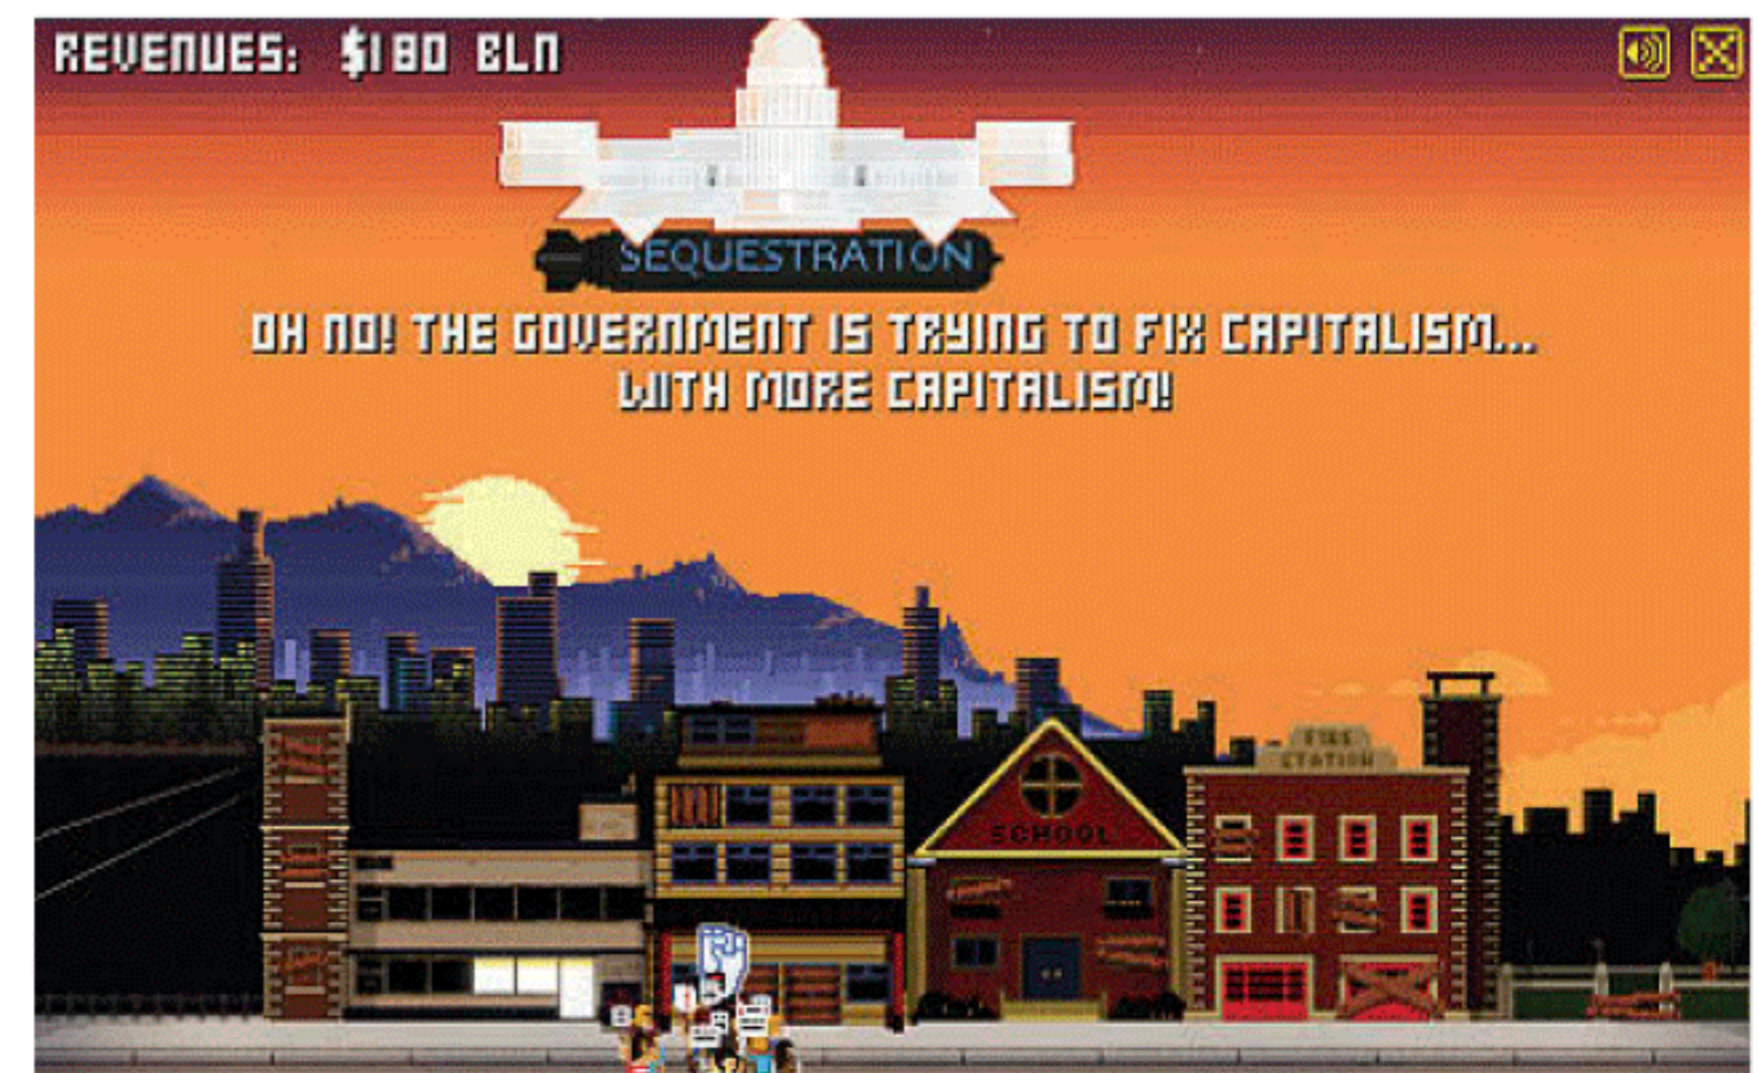 REVENUES: $180 BLN
SEQUESTRATION
OH NO! THE GOVERNMENT IS TRYING TO FIX CAPITALISM...
WITH MORE CAPITALISM!
FIRE
STATION
SCHOOL